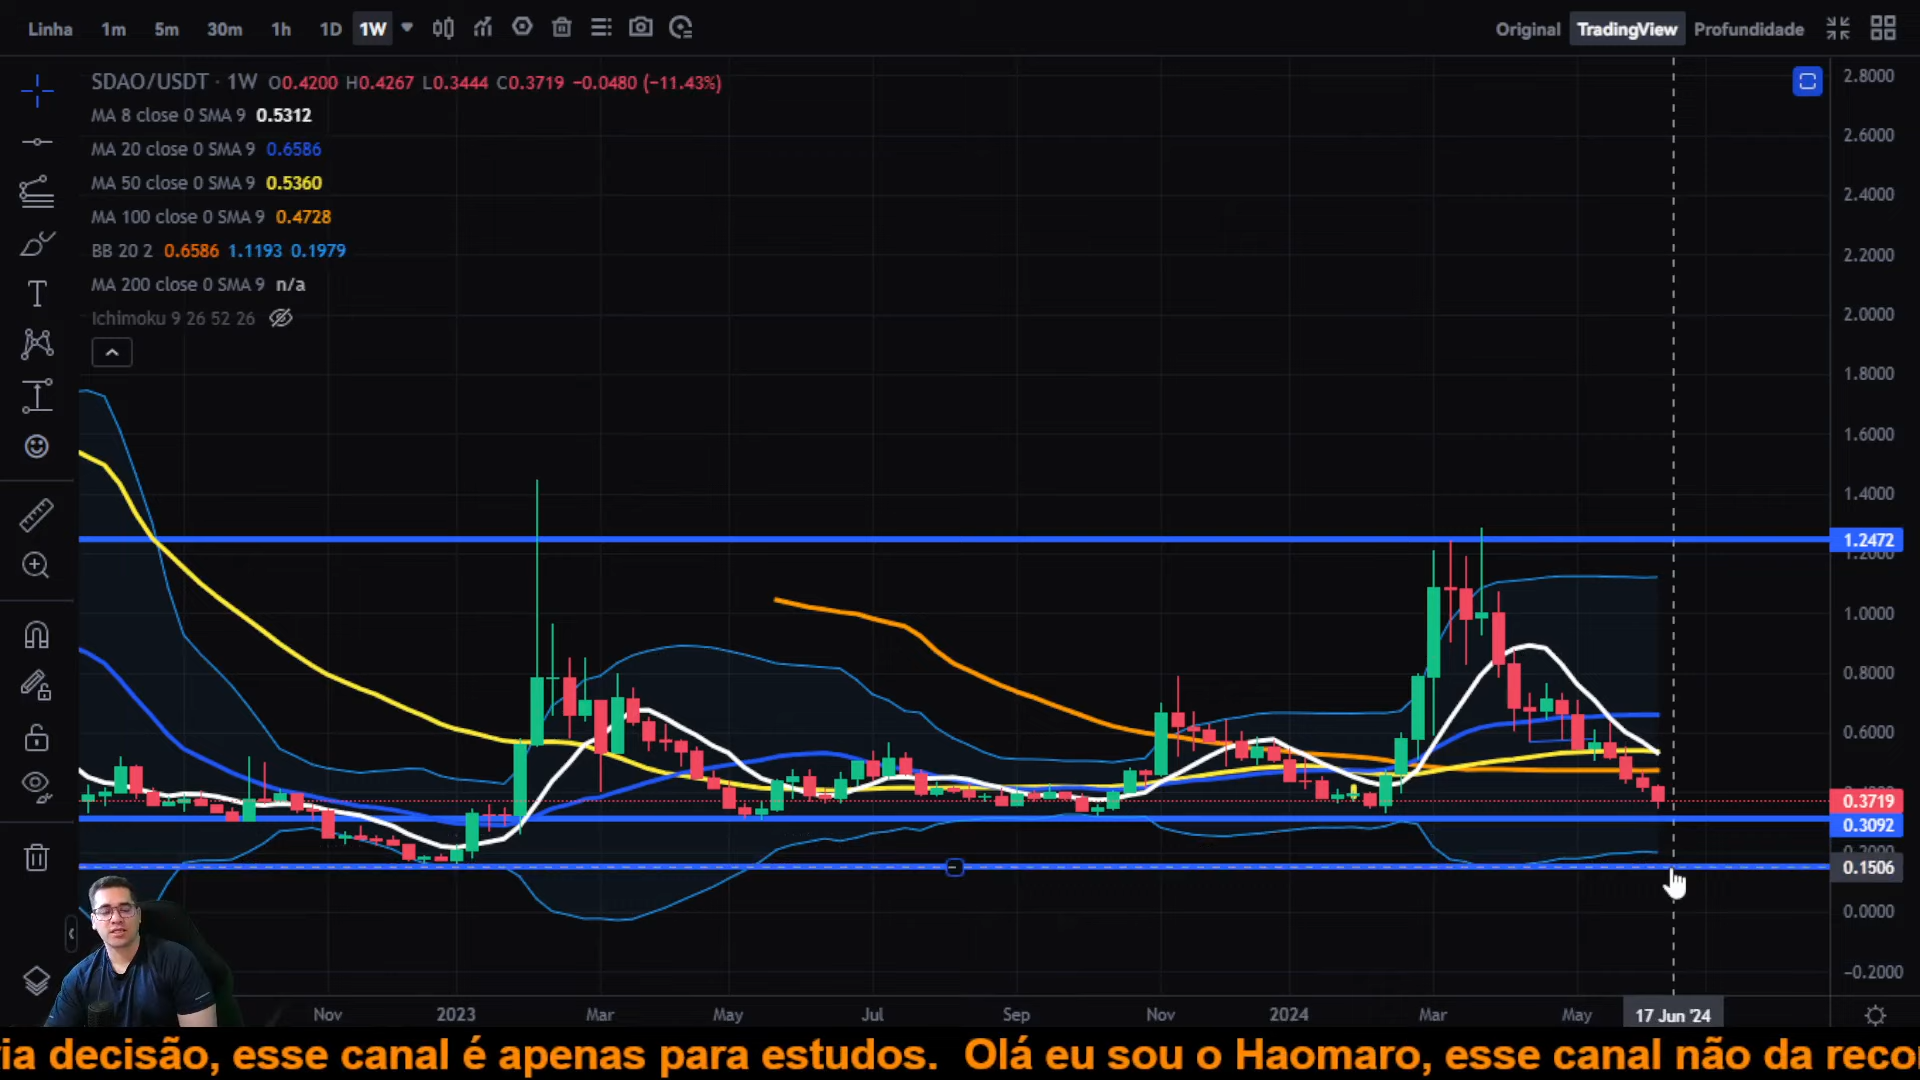 Linha 1m 5m 30m 1h 1D 1W Original TradingView Profundidade
SDAO/USDT · 1W O0.4200 H0.4267 L0.3444 C0.3719 −0.0480 (−11.43%)
MA 8 close 0 SMA 9 0.5312
MA 20 close 0 SMA 9 0.6586
MA 50 close 0 SMA 9 0.5360
MA 100 close 0 SMA 9 0.4728
BB 20 2 0.6586 1.1193 0.1979
MA 200 close 0 SMA 9 n/a
Ichimoku 9 26 52 26
2.8000
2.6000
2.4000
2.2000
2.0000
1.8000
1.6000
1.4000
1.2472
1.2000
1.0000
0.8000
0.6000
0.3719
0.3092
0.2000
0.1506
0.0000
−0.2000
Nov 2023 Mar May Jul Sep Nov 2024 Mar May 17 Jun '24
ia decisão, esse canal é apenas para estudos. Olá eu sou o Haomaro, esse canal não da reco